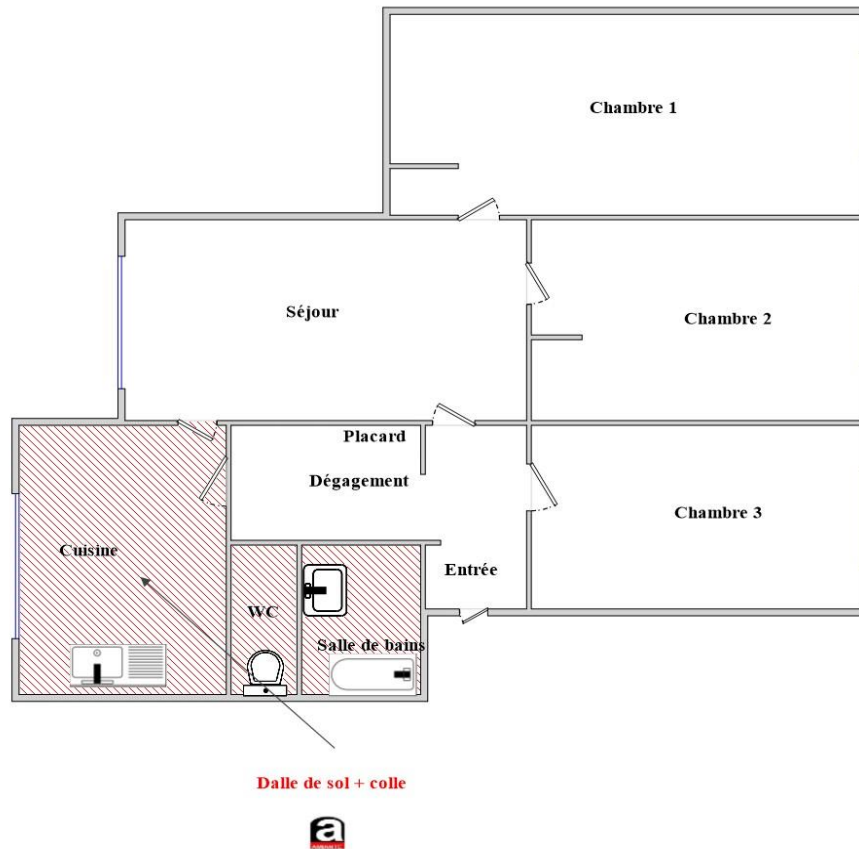 Chambre 1
Séjour
Chambre 2
Placard
Dégagement
Chambre 3
Cuisine
Entrée
WC
Salle de bains
Dalle de sol + colle
a